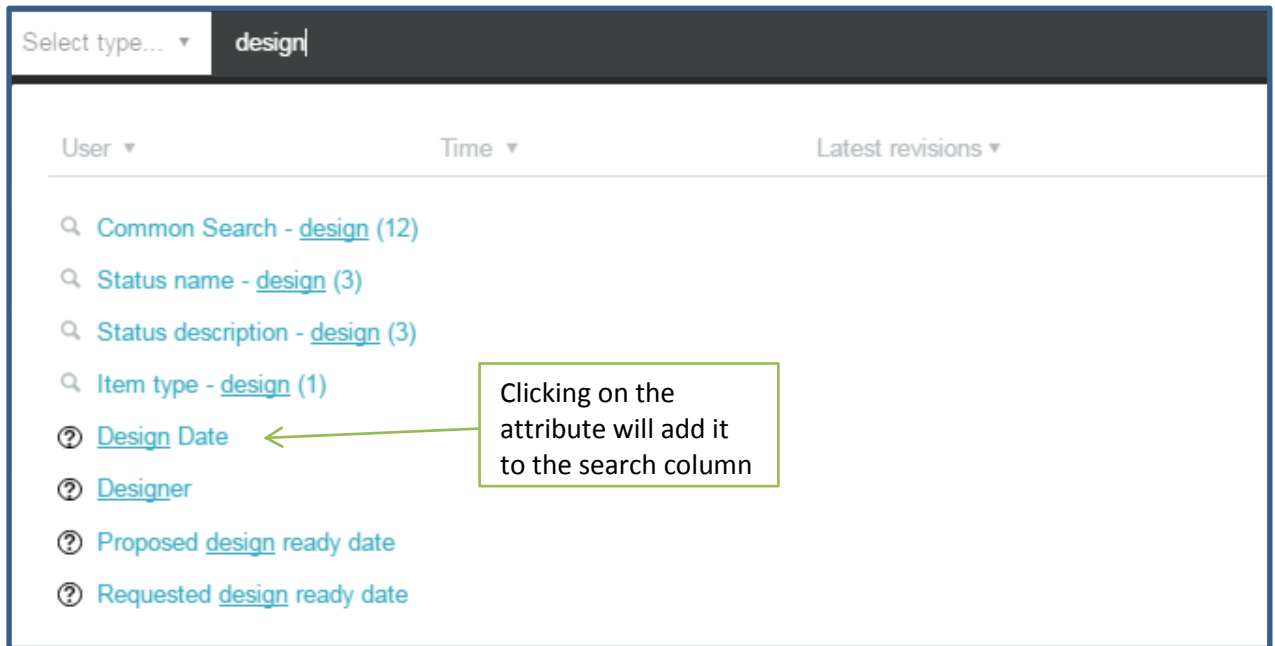 Select type... ▼ design
User ▼ Time ▼ Latest revisions ▼
Common Search - design (12)
Status name - design (3)
Status description - design (3)
Item type - design (1)
Design Date
Designer
Proposed design ready date
Requested design ready date
Clicking on the
attribute will add it
to the search column